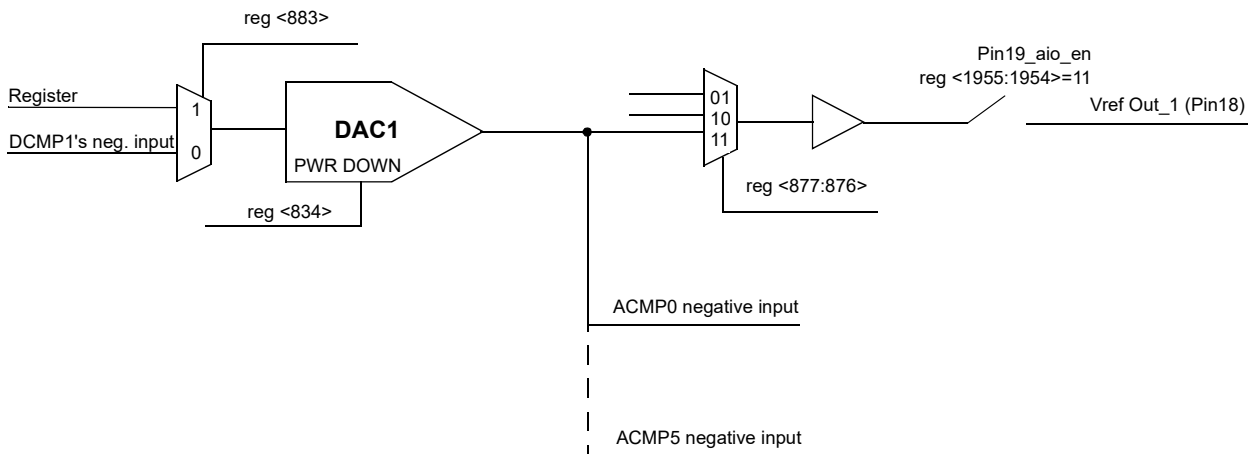 reg <883>
Pin19_aio_en
reg <1955:1954>=11
Register
1
01
Vref Out_1 (Pin18)
10
DAC1
DCMP1's neg. input
0
11
PWR DOWN
reg <877:876>
reg <834>
ACMP0 negative input
ACMP5 negative input